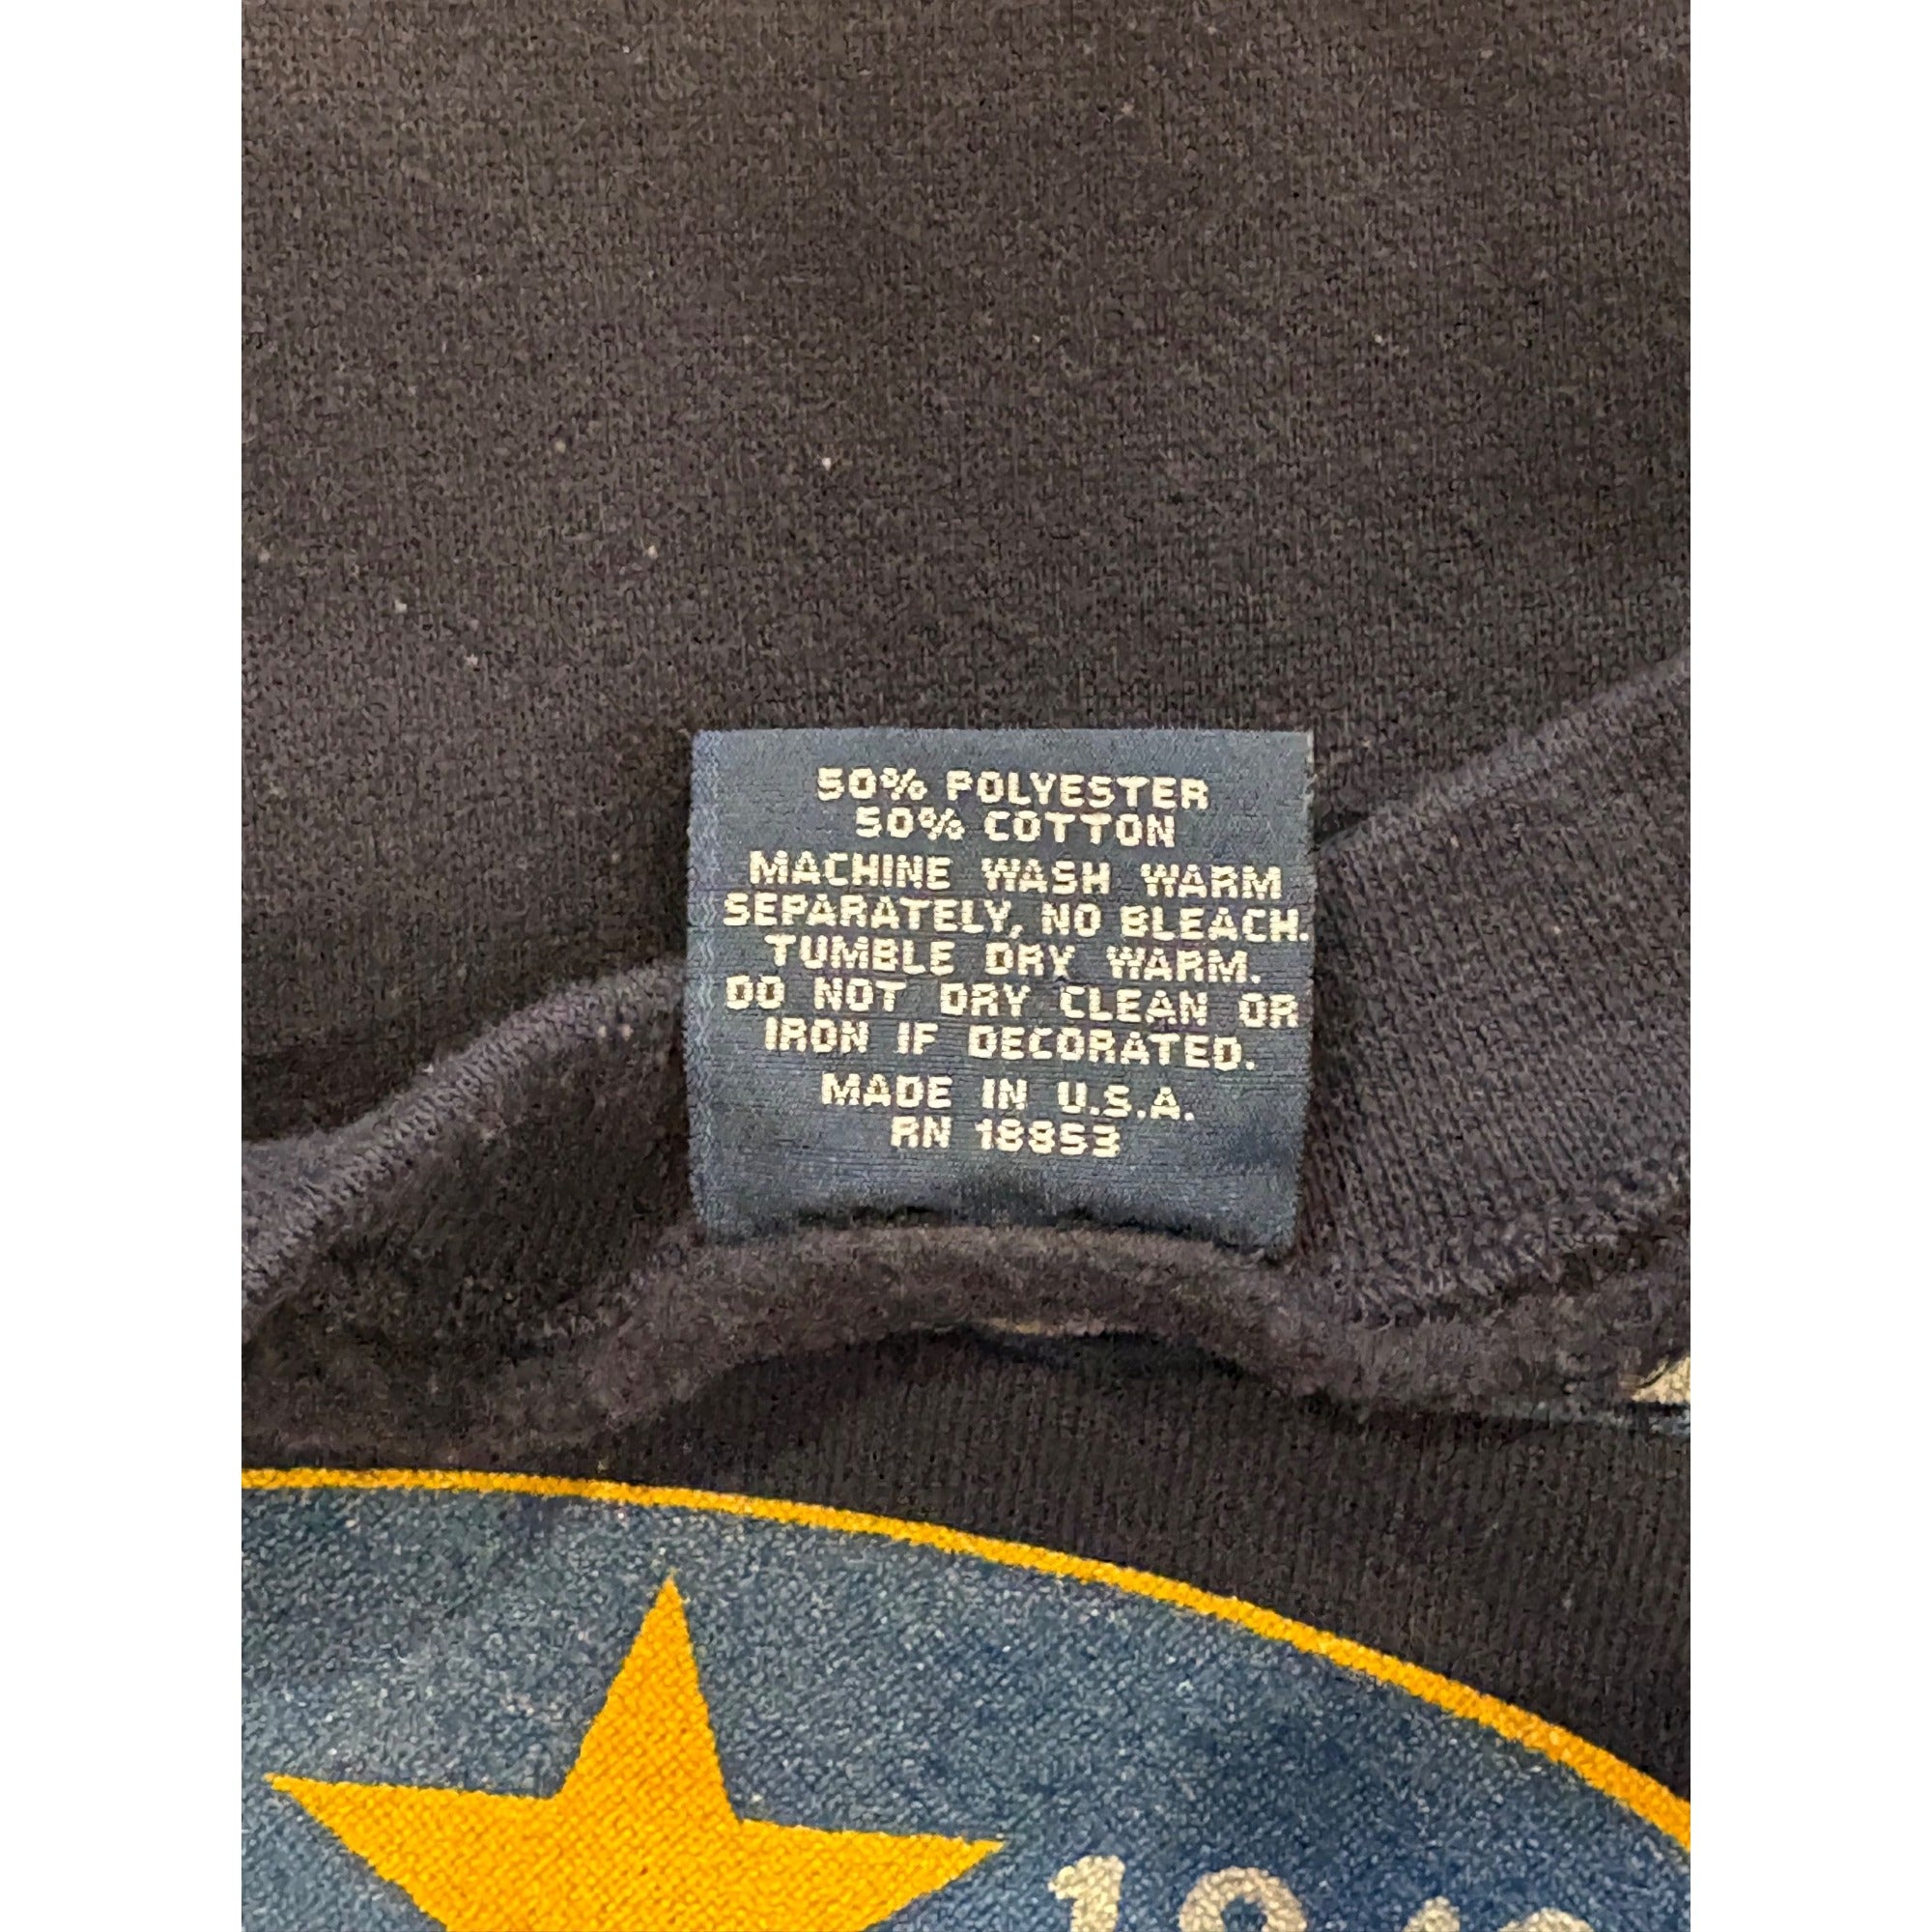 50% POLYESTER
50% COTTON
MACHINE WASH WARM
SEPARATELY, NO BLEACH.
TUMBLE DRY WARM.
DO NOT DRY CLEAN OR
IRON IF DECORATED.
MADE IN U.S.A.
RN 18853